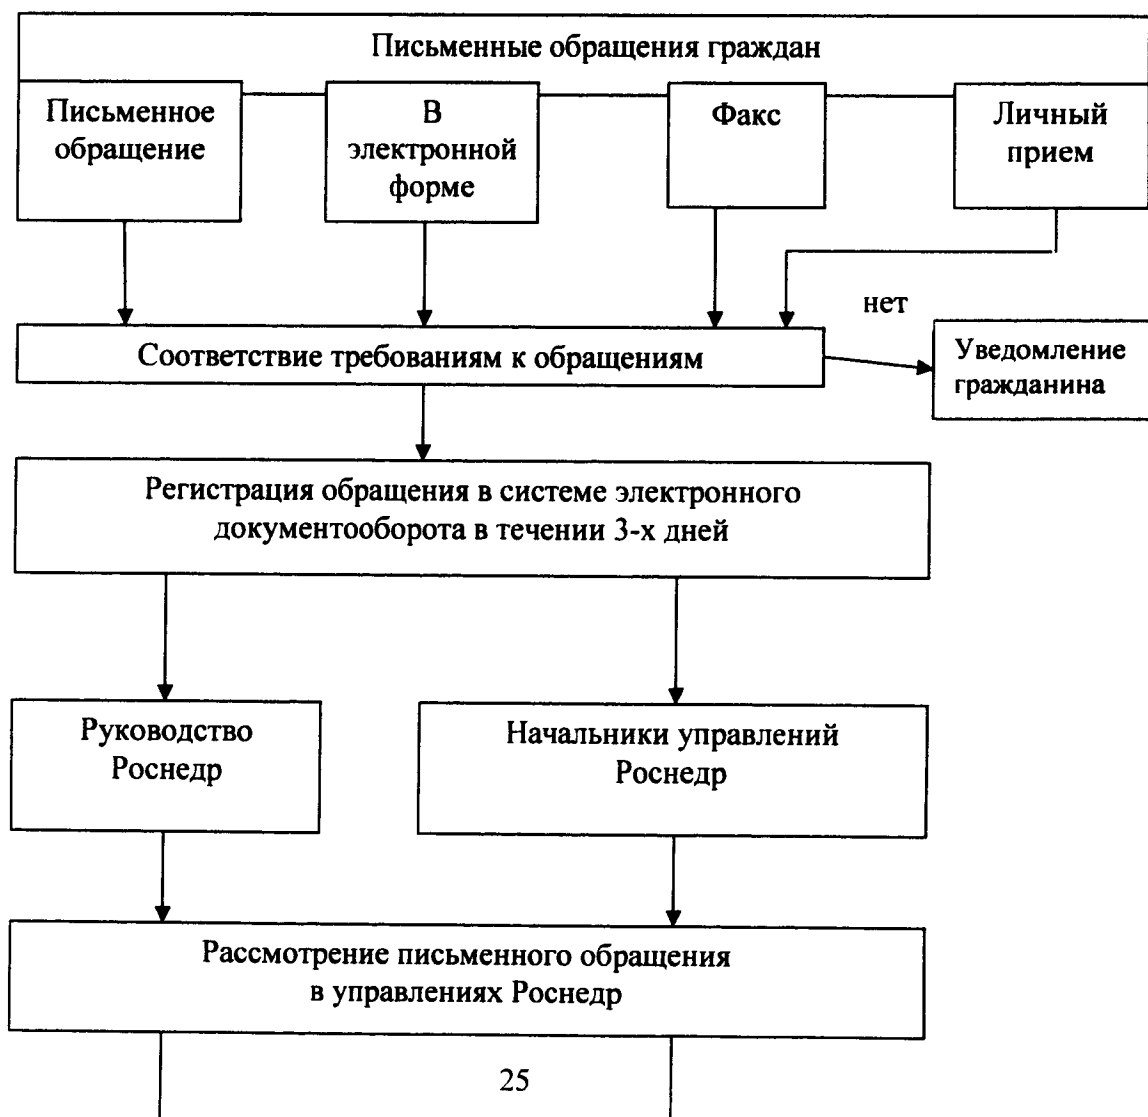 Письменные обращения граждан
Письменное
обращение
В
электронной
форме
Факс
Личный
прием
нет
Соответствие требованиям к обращениям
Уведомление
гражданина
Регистрация обращения в системе электронного
документооборота в течении 3-х дней
Руководство
Роснедр
Начальники управлений
Роснедр
Рассмотрение письменного обращения
в управлениях Роснедр
25